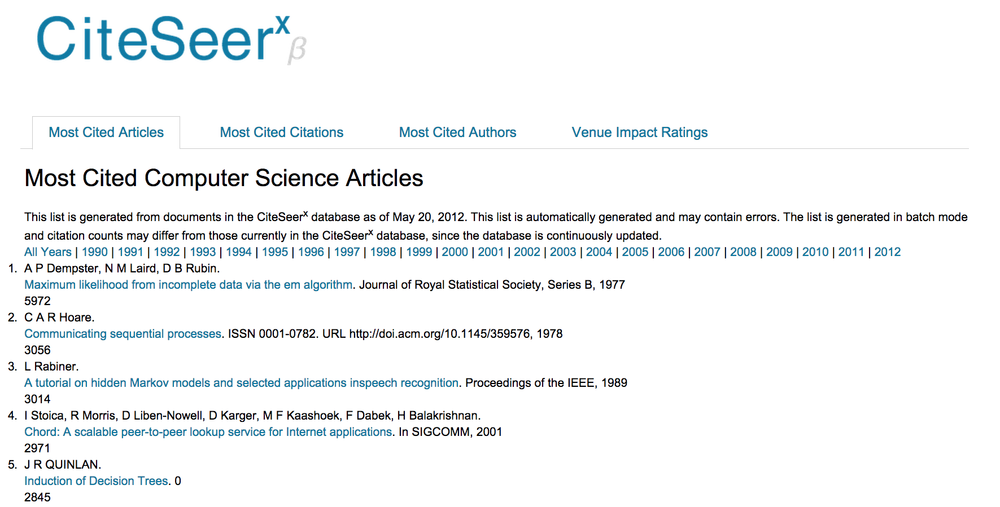 CiteSeerx β
Most Cited Articles Most Cited Citations Most Cited Authors Venue Impact Ratings
Most Cited Computer Science Articles
This list is generated from documents in the CiteSeerx database as of May 20, 2012. This list is automatically generated and may contain errors. The list is generated in batch mode
and citation counts may differ from those currently in the CiteSeerx database, since the database is continuously updated.
All Years | 1990 | 1991 | 1992 | 1993 | 1994 | 1995 | 1996 | 1997 | 1998 | 1999 | 2000 | 2001 | 2002 | 2003 | 2004 | 2005 | 2006 | 2007 | 2008 | 2009 | 2010 | 2011 | 2012
1. A P Dempster, N M Laird, D B Rubin.
Maximum likelihood from incomplete data via the em algorithm. Journal of Royal Statistical Society, Series B, 1977
5972
2. C A R Hoare.
Communicating sequential processes. ISSN 0001-0782. URL http://doi.acm.org/10.1145/359576, 1978
3056
3. L Rabiner.
A tutorial on hidden Markov models and selected applications inspeech recognition. Proceedings of the IEEE, 1989
3014
4. I Stoica, R Morris, D Liben-Nowell, D Karger, M F Kaashoek, F Dabek, H Balakrishnan.
Chord: A scalable peer-to-peer lookup service for Internet applications. In SIGCOMM, 2001
2971
5. J R QUINLAN.
Induction of Decision Trees. 0
2845